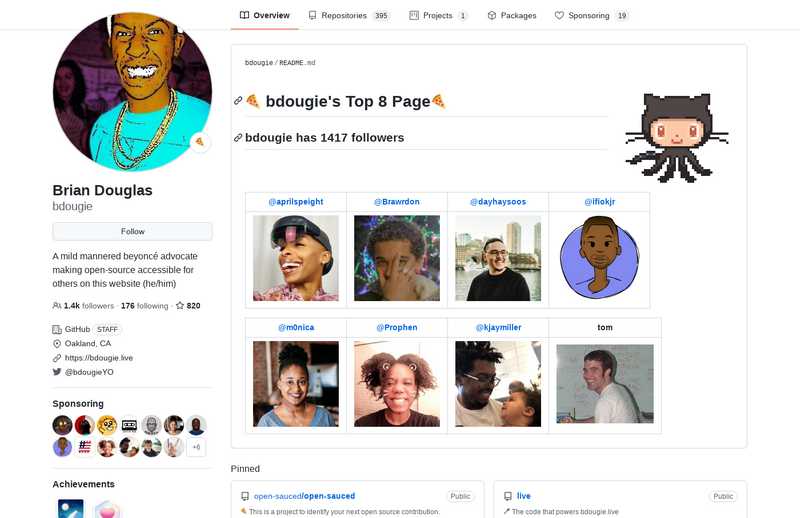 Overview
Repositories 395
Projects 1
Packages
Sponsoring 19
bdougie / README.md
bdougie's Top 8 Page
bdougie has 1417 followers
@aprilspeight
@Brawrdon
@dayhaysoos
@ifiokjr
@m0nica
@Prophen
@kjaymiller
tom
Brian Douglas
bdougie
Follow
A mild mannered beyoncé advocate
making open-source accessible for
others on this website (he/him)
1.4k followers · 176 following · 820
GitHub STAFF
Oakland, CA
https://bdougie.live
@bdougieYO
Sponsoring
+6
Achievements
Pinned
open-sauced/open-sauced Public
This is a project to identify your next open source contribution.
live Public
The code that powers bdougie.live